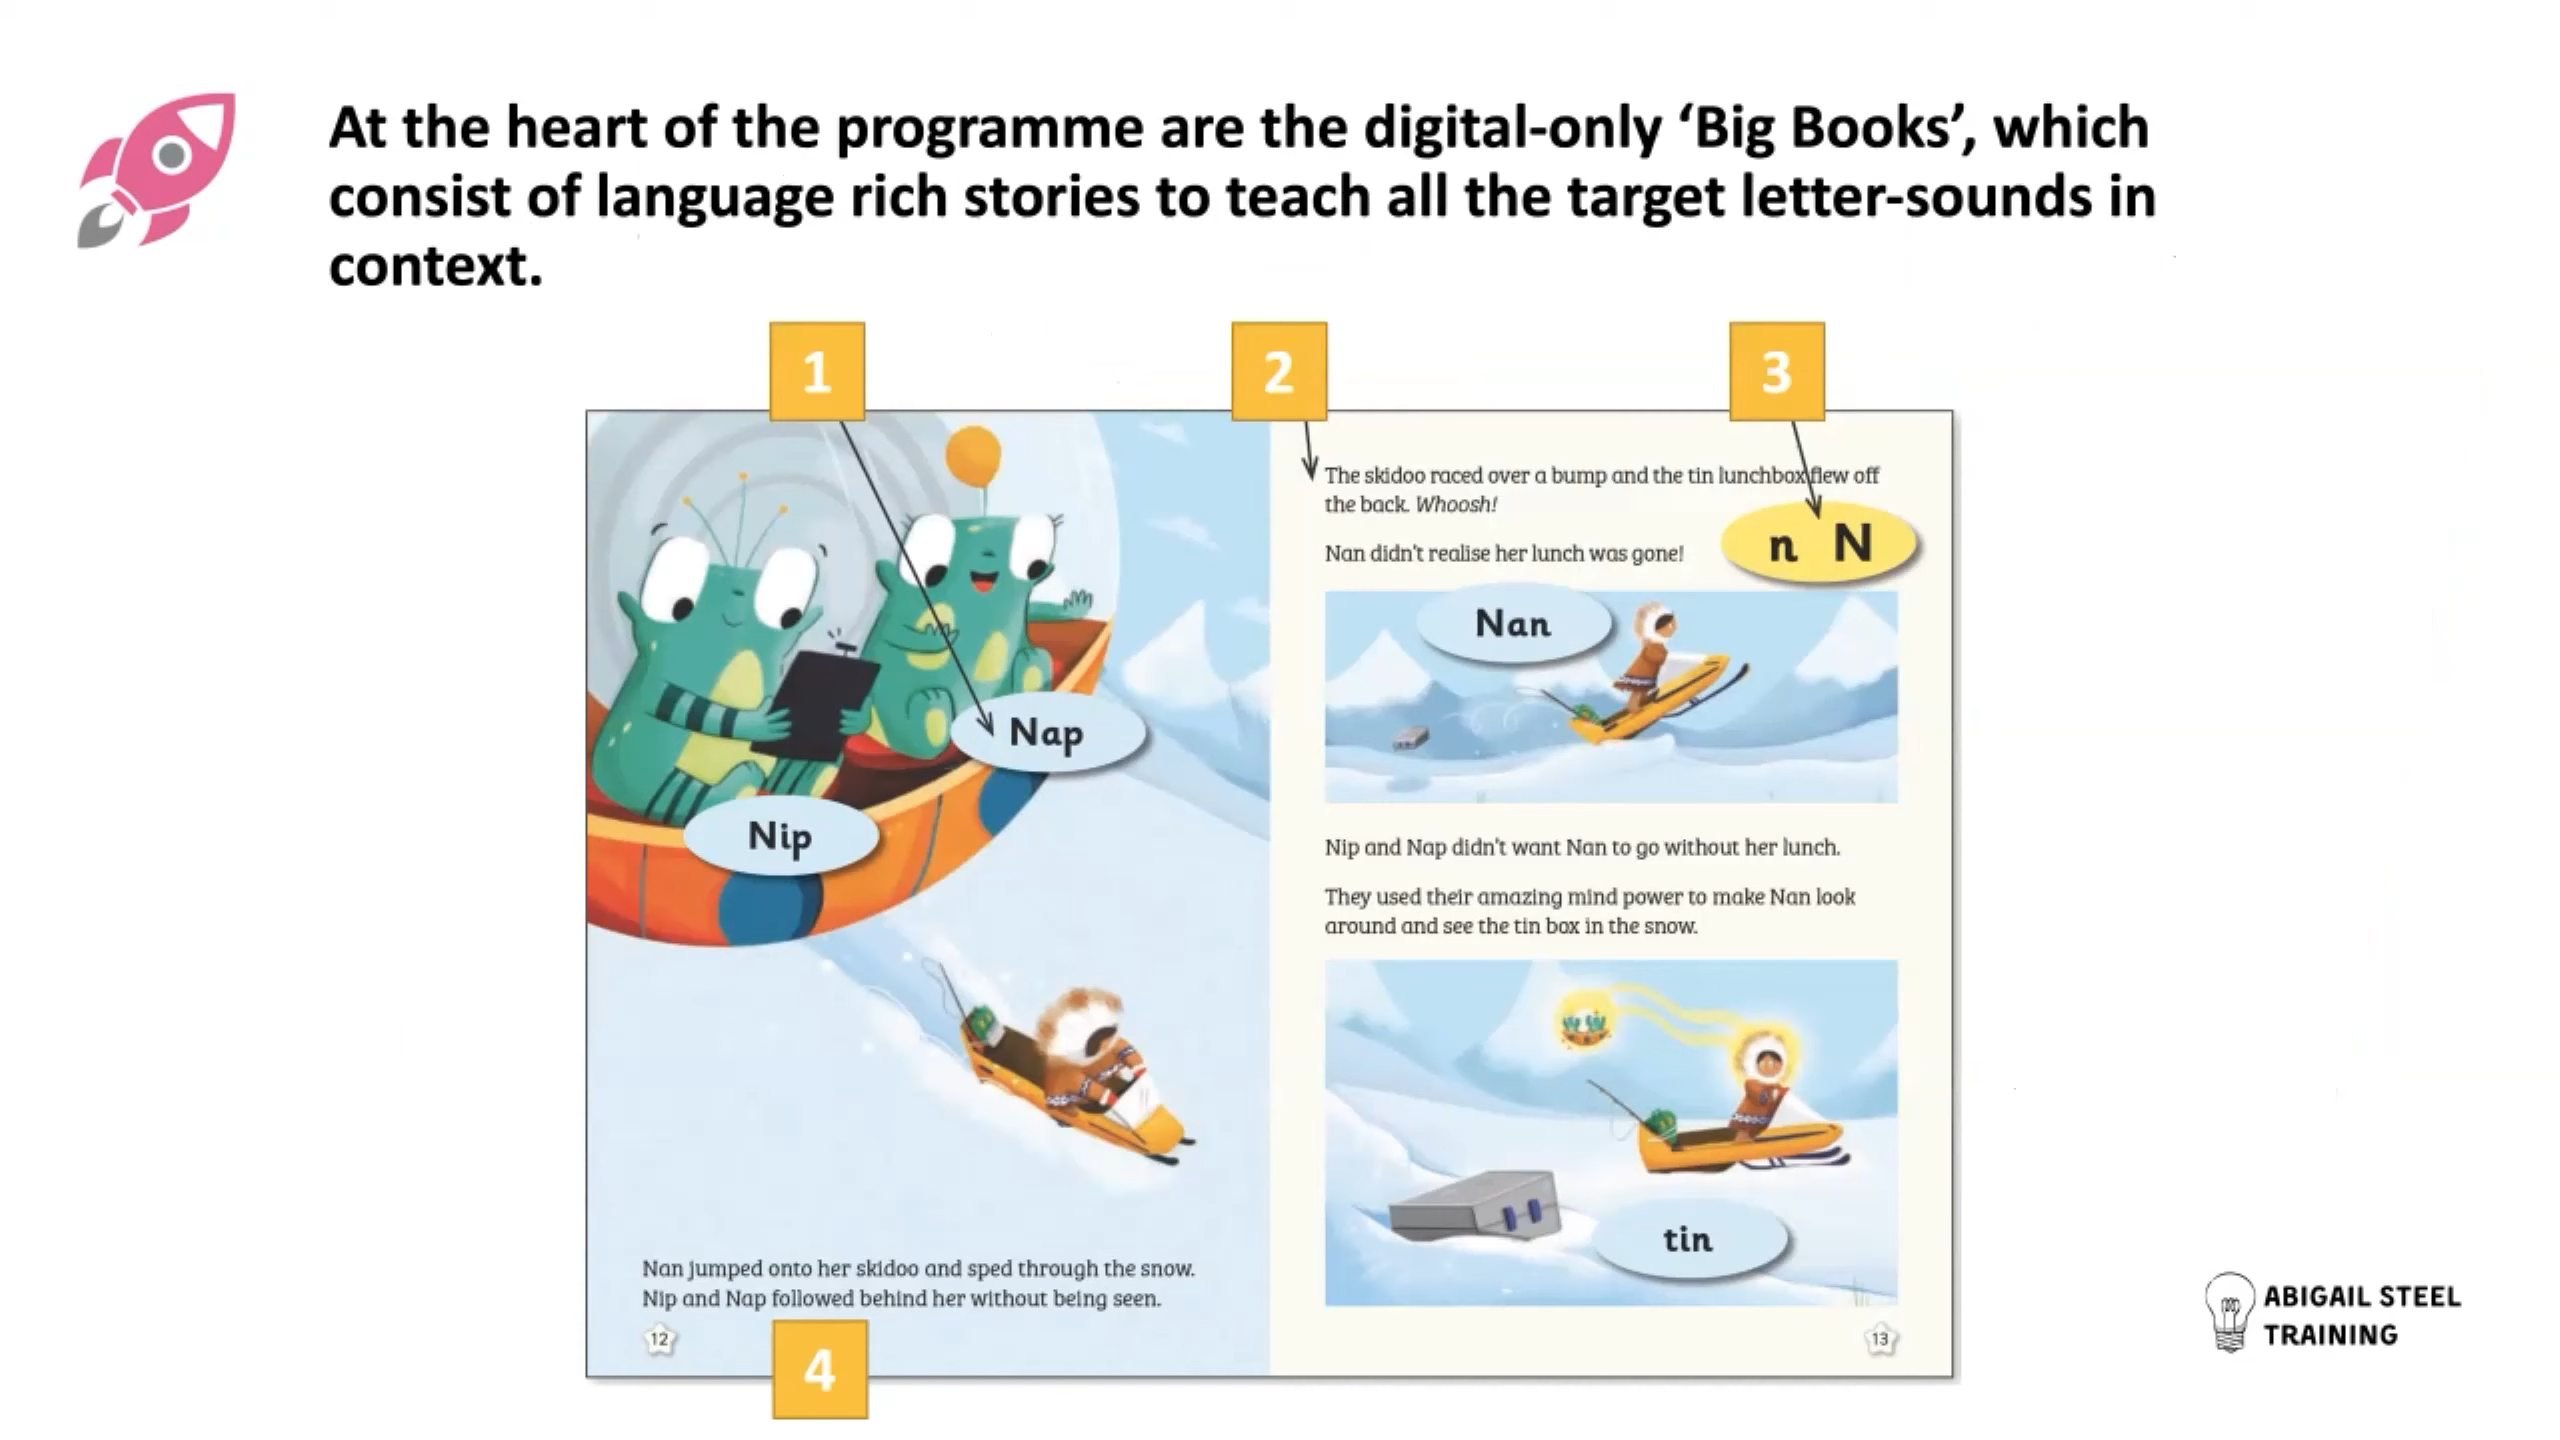 At the heart of the programme are the digital-only ‘Big Books’, which
consist of language rich stories to teach all the target letter-sounds in
context.
1
2
3
Nap
Nip
Nan jumped onto her skidoo and sped through the snow.
Nip and Nap followed behind her without being seen.
12
4
The skidoo raced over a bump and the tin lunchbox flew off
the back. Whoosh!
n N
Nan didn't realise her lunch was gone!
Nan
Nip and Nap didn't want Nan to go without her lunch.
They used their amazing mind power to make Nan look
around and see the tin box in the snow.
tin
13
ABIGAIL STEEL
TRAINING